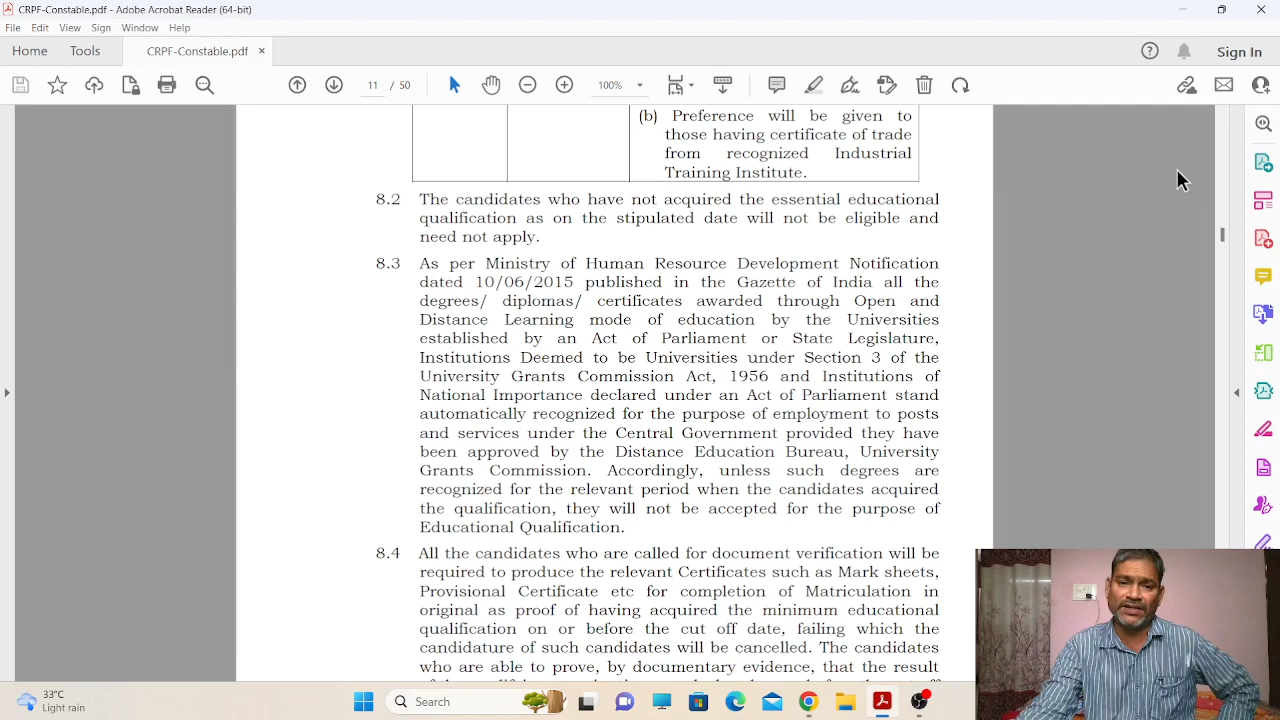 CRPF-Constable.pdf - Adobe Acrobat Reader (64-bit)
File Edit View Sign Window Help
Home Tools CRPF-Constable.pdf × Sign In
11 / 50 100%
(b) Preference will be given to
those having certificate of trade
from recognized Industrial
Training Institute.
8.2 The candidates who have not acquired the essential educational
qualification as on the stipulated date will not be eligible and
need not apply.
8.3 As per Ministry of Human Resource Development Notification
dated 10/06/2015 published in the Gazette of India all the
degrees/ diplomas/ certificates awarded through Open and
Distance Learning mode of education by the Universities
established by an Act of Parliament or State Legislature,
Institutions Deemed to be Universities under Section 3 of the
University Grants Commission Act, 1956 and Institutions of
National Importance declared under an Act of Parliament stand
automatically recognized for the purpose of employment to posts
and services under the Central Government provided they have
been approved by the Distance Education Bureau, University
Grants Commission. Accordingly, unless such degrees are
recognized for the relevant period when the candidates acquired
the qualification, they will not be accepted for the purpose of
Educational Qualification.
8.4 All the candidates who are called for document verification will be
required to produce the relevant Certificates such as Mark sheets,
Provisional Certificate etc for completion of Matriculation in
original as proof of having acquired the minimum educational
qualification on or before the cut off date, failing which the
candidature of such candidates will be cancelled. The candidates
who are able to prove, by documentary evidence, that the result
33°C
Light rain
Search